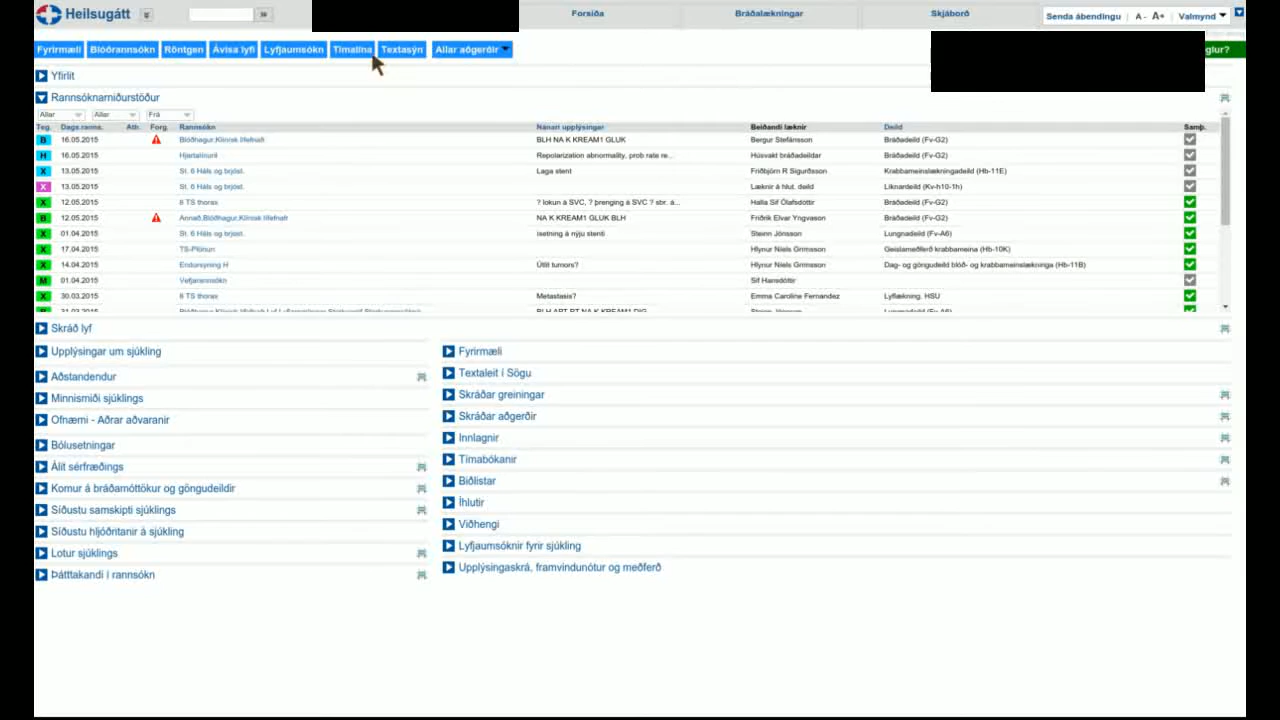 Heilsugátt
Forsíða Bráðalækningar Skjáborð
Senda ábendingu | A - A+ | Valmynd
Fyrirmæli Blóðrannsókn Röntgen Ávísa lyfi Lyfjaumsókn Tímalína Textasýn Allar aðgerðir
glur?
Yfirlit
Rannsóknarniðurstöður
Allar Allar Frá
Teg. Dags.ranns. Ath. Forg. Rannsókn Nánari upplýsingar Beiðandi læknir Deild Samþ.
B 16.05.2015 Blóðhagur,Klínísk lífefnafr BLH NA K KREAM1 GLUK Bergur Stefánsson Bráðadeild (Fv-G2)
H 16.05.2015 Hjartalínurit Repolarization abnormality, prob rate re... Húsvakt bráðadeildar Bráðadeild (Fv-G2)
X 13.05.2015 St. 6 Háls og brjóst. Laga stent Friðbjörn R Sigurðsson Krabbameinslækningadeild (Hb-11E)
X 13.05.2015 St. 6 Háls og brjóst. Læknir á hlut. deild Líknardeild (Kv-h10-1h)
X 12.05.2015 8 TS thorax ? lokun á SVC, ? þrenging á SVC ? str. á... Halla Sif Ólafsdóttir Bráðadeild (Fv-G2)
B 12.05.2015 Annað,Blóðhagur,Klínísk lífefnafr NA K KREAM1 GLUK BLH Friðrik Elvar Yngvason Bráðadeild (Fv-G2)
X 01.04.2015 St. 6 Háls og brjóst. ísetning á nýju stenti Steinn Jónsson Lungnadeild (Fv-A6)
X 17.04.2015 TS-Plönun Hlynur Níels Grímsson Geislameðferð krabbameina (Hb-10K)
X 14.04.2015 Endursýning H Útlit tumors? Hlynur Níels Grímsson Dag- og göngudeild blóð- og krabbameinslækninga (Hb-11B)
M 01.04.2015 Vefjarannsókn Sif Hansdóttir
X 30.03.2015 8 TS thorax Metastasis? Emma Caroline Fernandez Lyflækning. HSU
Skráð lyf
Upplýsingar um sjúkling
Aðstandendur
Minnismiði sjúklings
Ofnæmi - Aðrar aðvaranir
Bólusetningar
Álit sérfræðings
Komur á bráðamóttökur og göngudeildir
Síðustu samskipti sjúklings
Síðustu hljóðritanir á sjúkling
Lotur sjúklings
Þátttakandi í rannsókn
Fyrirmæli
Textaleit í Sögu
Skráðar greiningar
Skráðar aðgerðir
Innlagnir
Tímabókanir
Biðlistar
Íhlutir
Viðhengi
Lyfjaumsóknir fyrir sjúkling
Upplýsingaskrá, framvindunótur og meðferð